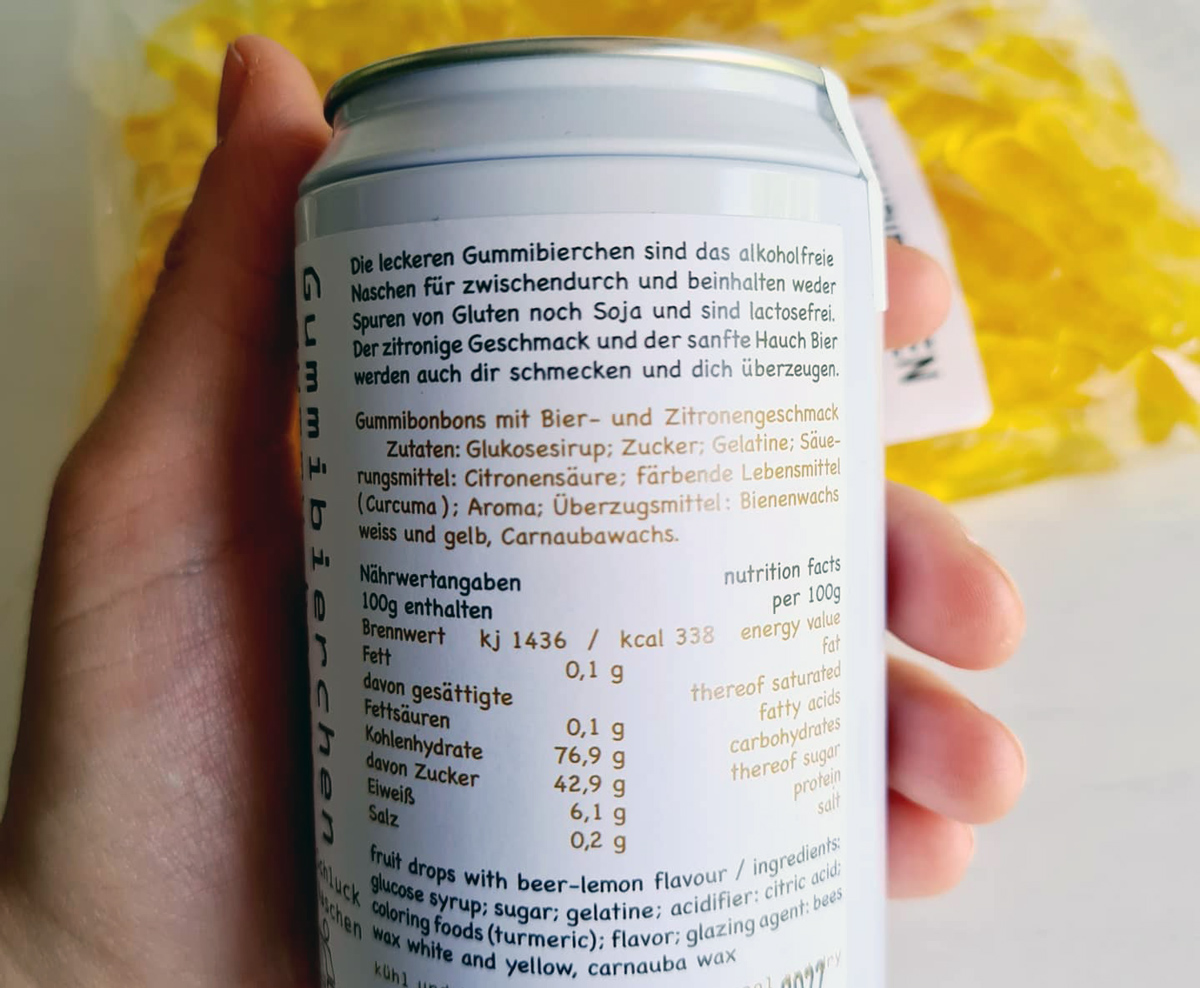 Gummibierchen
Die leckeren Gummibierchen sind das alkoholfreie
Naschen für zwischendurch und beinhalten weder
Spuren von Gluten noch Soja und sind lactosefrei.
Der zitronige Geschmack und der sanfte Hauch Bier
werden auch dir schmecken und dich überzeugen.
Gummibonbons mit Bier- und Zitronengeschmack
Zutaten: Glukosesirup; Zucker; Gelatine; Säue-
rungsmittel: Citronensäure; färbende Lebensmittel
(Curcuma); Aroma; Überzugsmittel: Bienenwachs
weiss und gelb, Carnaubawachs.
Nährwertangaben nutrition facts
100g enthalten per 100g
Brennwert kj 1436 / kcal 338 energy value
Fett 0,1 g fat
davon gesättigte thereof saturated
Fettsäuren 0,1 g fatty acids
Kohlenhydrate 76,9 g carbohydrates
davon Zucker 42,9 g thereof sugar
Eiweiß 6,1 g protein
Salz 0,2 g salt
fruit drops with beer-lemon flavour / ingredients:
glucose syrup; sugar; gelatine; acidifier: citric acid;
coloring foods (turmeric); flavor; glazing agent: bees
wax white and yellow, carnauba wax
kühl